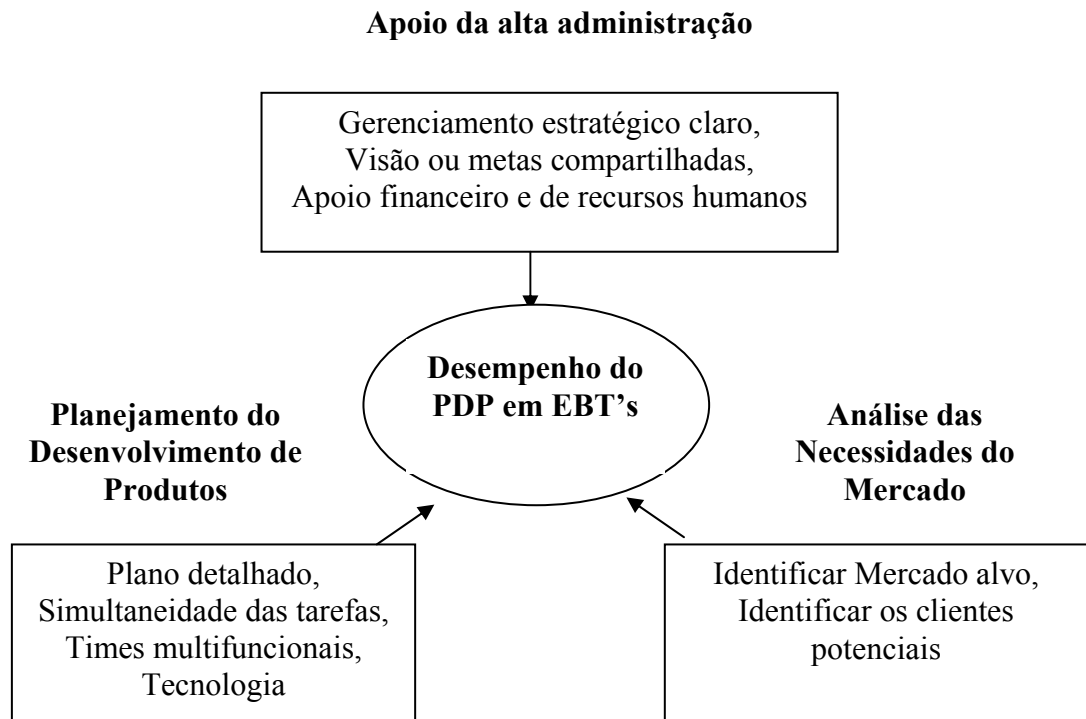 Apoio da alta administração
Gerenciamento estratégico claro,
Visão ou metas compartilhadas,
Apoio financeiro e de recursos humanos
Desempenho do
PDP em EBT’s
Planejamento do
Desenvolvimento de
Produtos
Análise das
Necessidades do
Mercado
Plano detalhado,
Simultaneidade das tarefas,
Times multifuncionais,
Tecnologia
Identificar Mercado alvo,
Identificar os clientes
potenciais